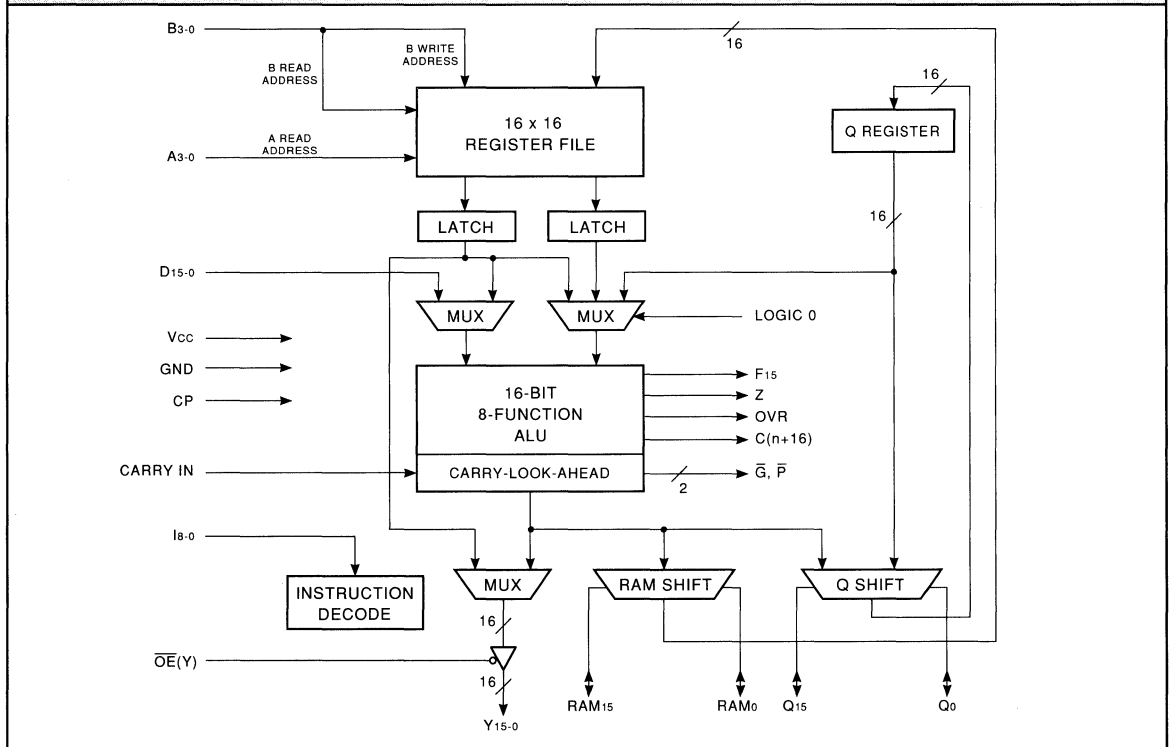 B3-0
16
B WRITE
ADDRESS
B READ
ADDRESS
16
16 x 16
REGISTER FILE
Q REGISTER
A READ
ADDRESS
A3-0
16
LATCH
LATCH
D15-0
MUX
MUX
LOGIC 0
VCC
GND
CP
16-BIT
8-FUNCTION
ALU
F15
Z
OVR
C(n+16)
CARRY IN
CARRY-LOOK-AHEAD
G̅, P̅
2
I8-0
INSTRUCTION
DECODE
MUX
RAM SHIFT
Q SHIFT
16
O̅E̅(Y)
16
Y15-0
RAM15
RAM0
Q15
Q0